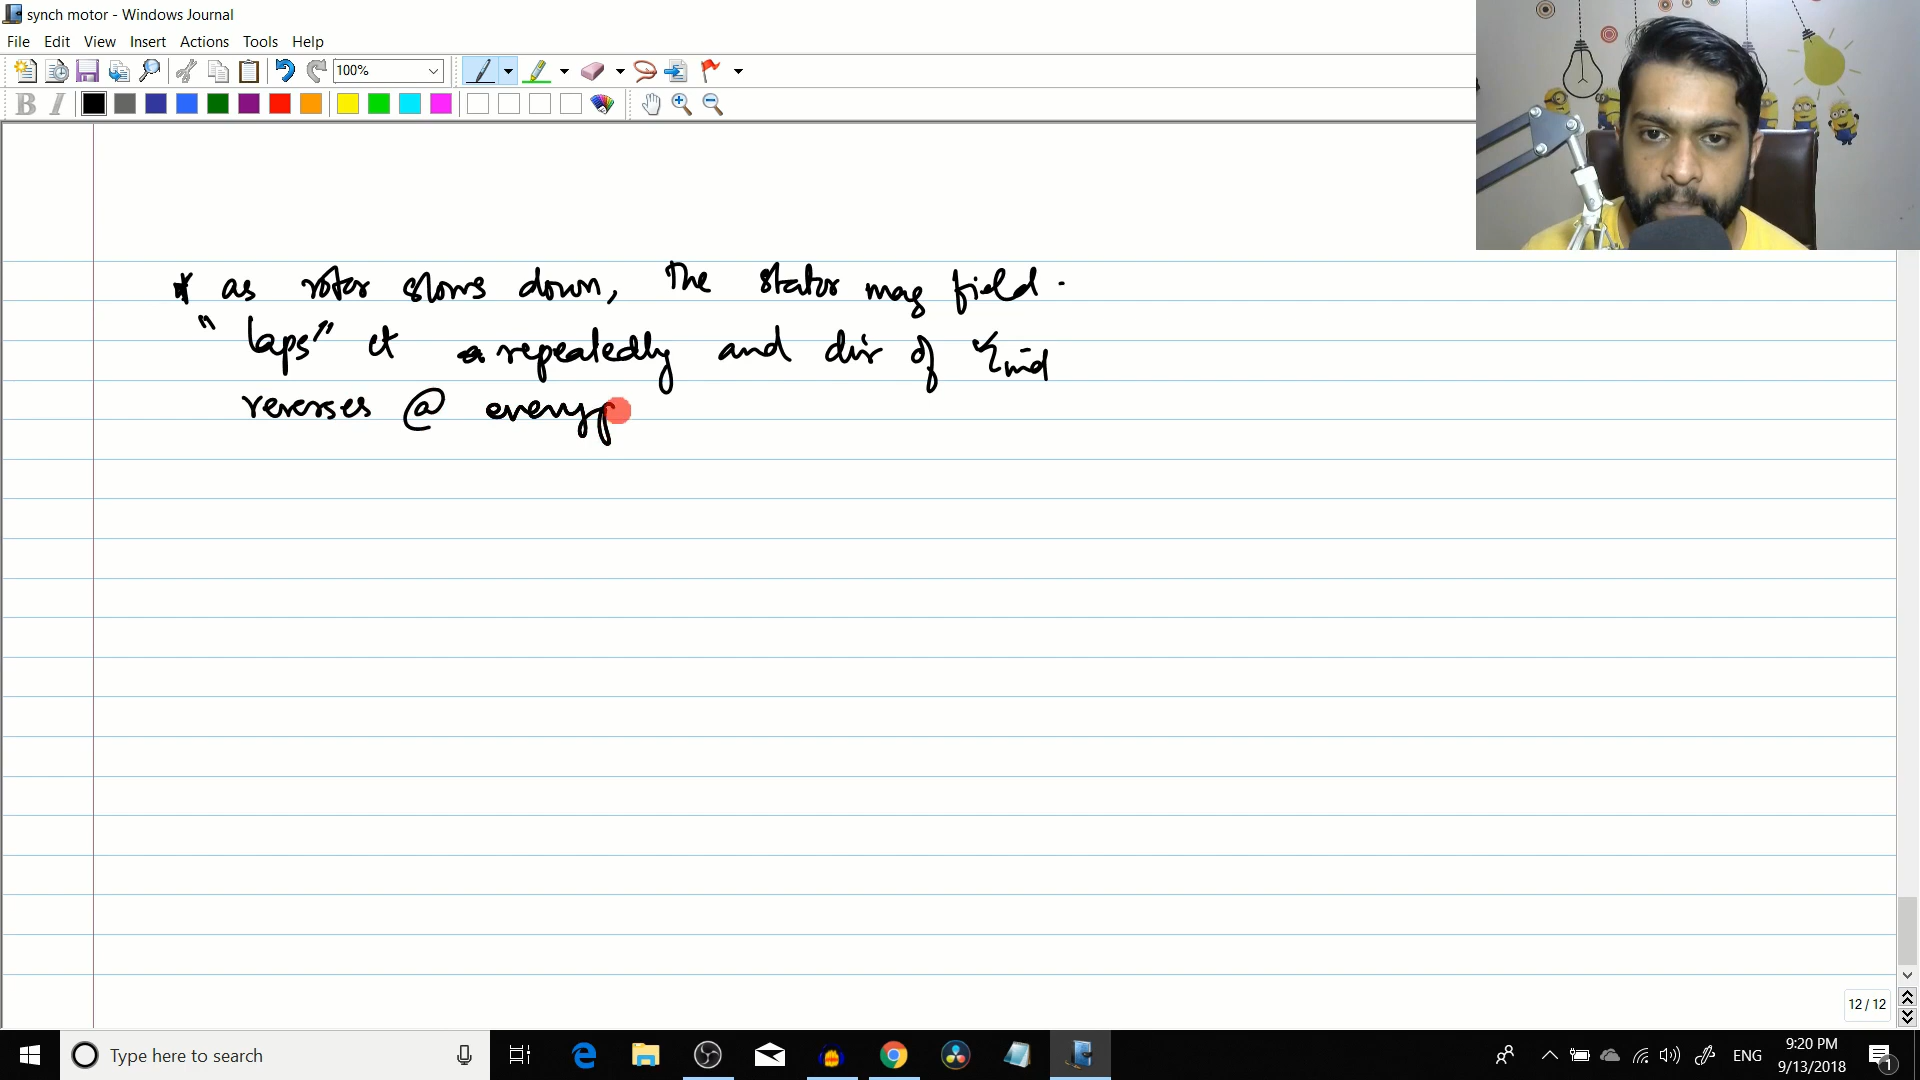 synch motor - Windows Journal
File Edit View Insert Actions Tools Help
100%
B I
* as rotor slows down, the stator mag field.
"laps" it repeatedly and dir of τind
reverses @ every
12 / 12
Type here to search
ENG
9:20 PM
9/13/2018
1